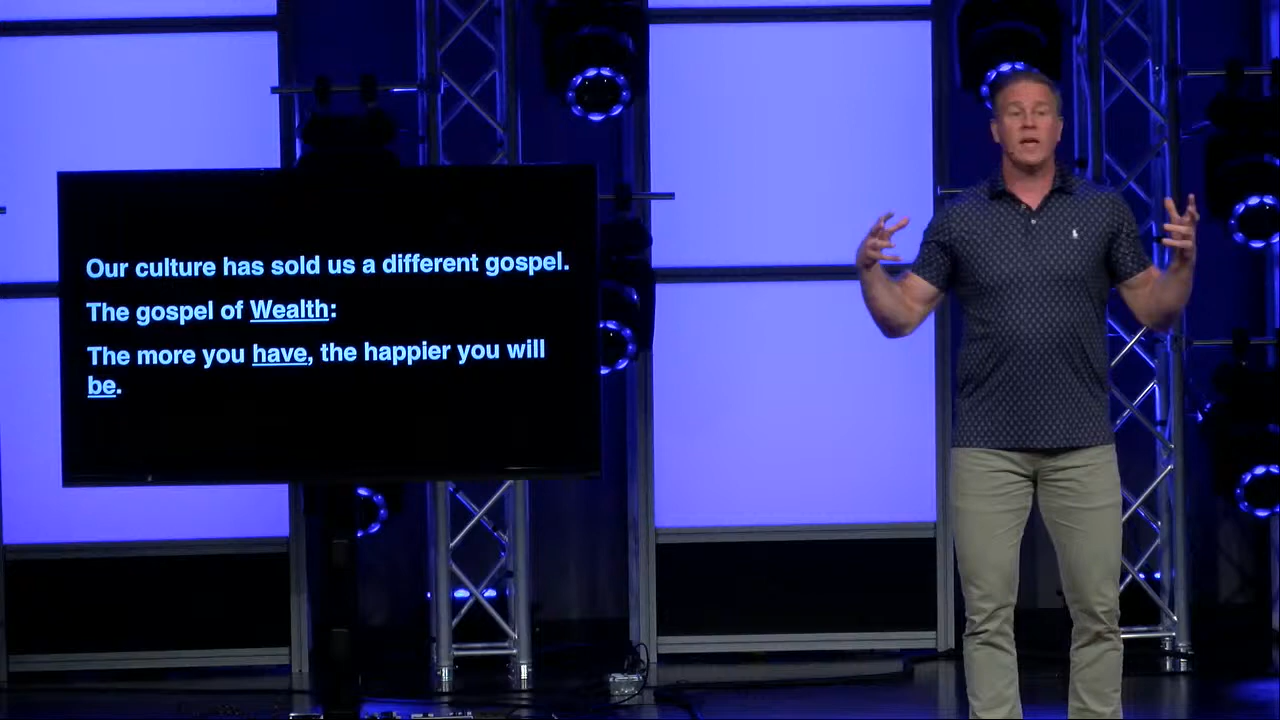 Our culture has sold us a different gospel.
The gospel of Wealth:
The more you have, the happier you will
be.